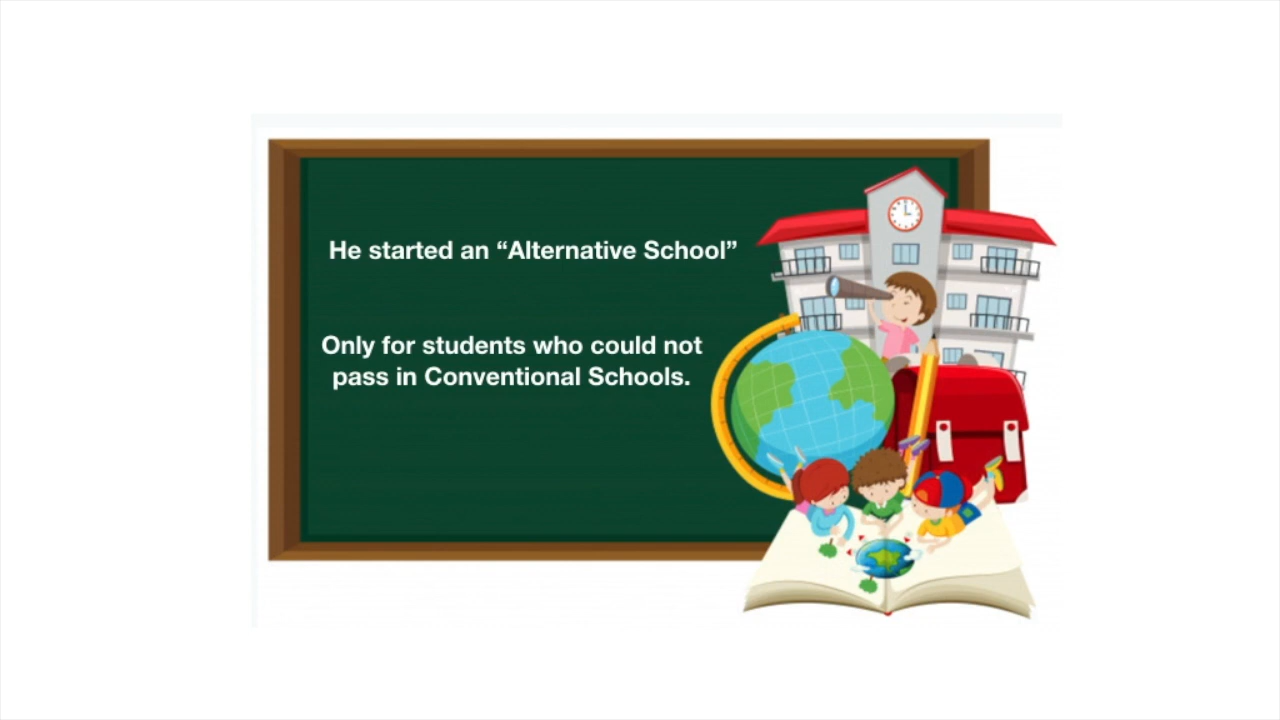 He started an “Alternative School”
Only for students who could not
pass in Conventional Schools.